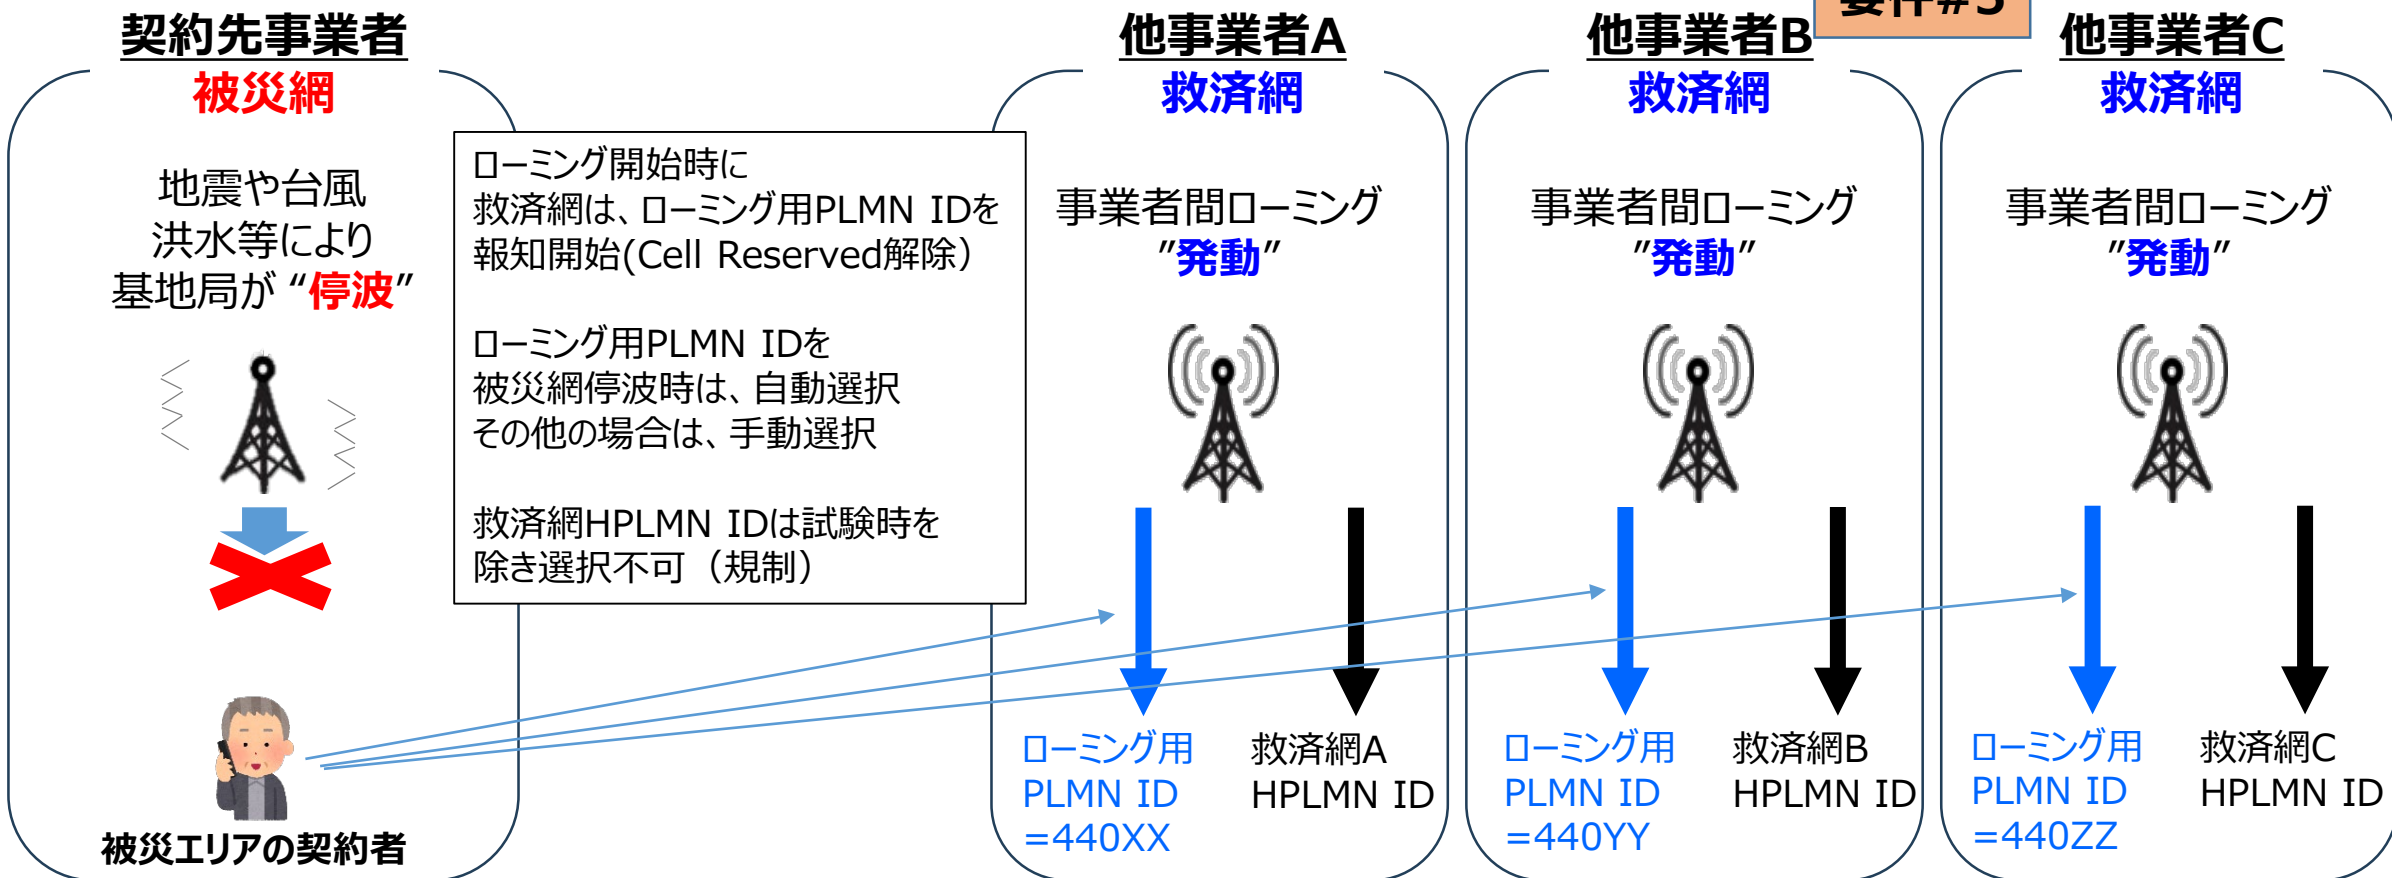 契約先事業者
被災網
地震や台風
洪水等により
基地局が “停波”
被災エリアの契約者
ローミング開始時に
救済網は、ローミング用PLMN IDを
報知開始(Cell Reserved解除）
ローミング用PLMN IDを
被災網停波時は、自動選択
その他の場合は、手動選択
救済網HPLMN IDは試験時を
除き選択不可（規制）
他事業者A
救済網
事業者間ローミング
”発動”
ローミング用
PLMN ID
=440XX
救済網A
HPLMN ID
他事業者B
救済網
事業者間ローミング
”発動”
ローミング用
PLMN ID
=440YY
救済網B
HPLMN ID
他事業者C
救済網
事業者間ローミング
”発動”
ローミング用
PLMN ID
=440ZZ
救済網C
HPLMN ID